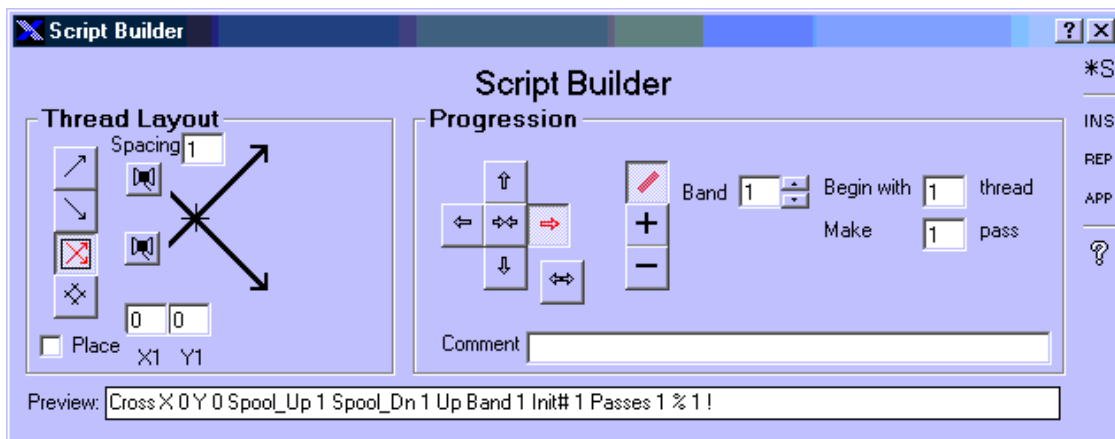 Script Builder
? X
Script Builder
*S
Thread Layout
Progression
Spacing 1
INS
REP
APP
Band 1
Begin with 1 thread
Make 1 pass
0 0
Place
X1 Y1
Comment
Preview: Cross X 0 Y 0 Spool_Up 1 Spool_Dn 1 Up Band 1 Init# 1 Passes 1 % 1 !